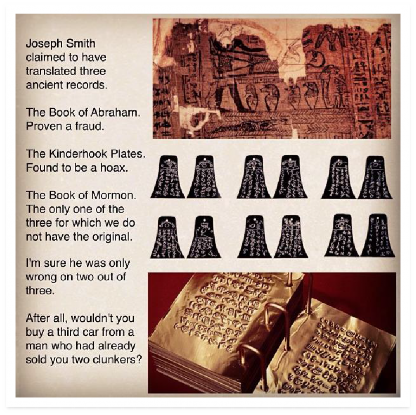 Joseph Smith
claimed to have
translated three
ancient records.
The Book of Abraham.
Proven a fraud.
The Kinderhook Plates.
Found to be a hoax.
The Book of Mormon.
The only one of the
three for which we do
not have the original.
I'm sure he was only
wrong on two out of
three.
After all, wouldn't you
buy a third car from a
man who had already
sold you two clunkers?